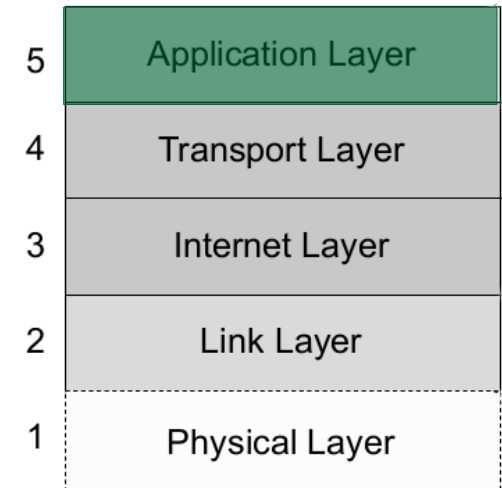 5 Application Layer
4 Transport Layer
3 Internet Layer
2 Link Layer
1 Physical Layer